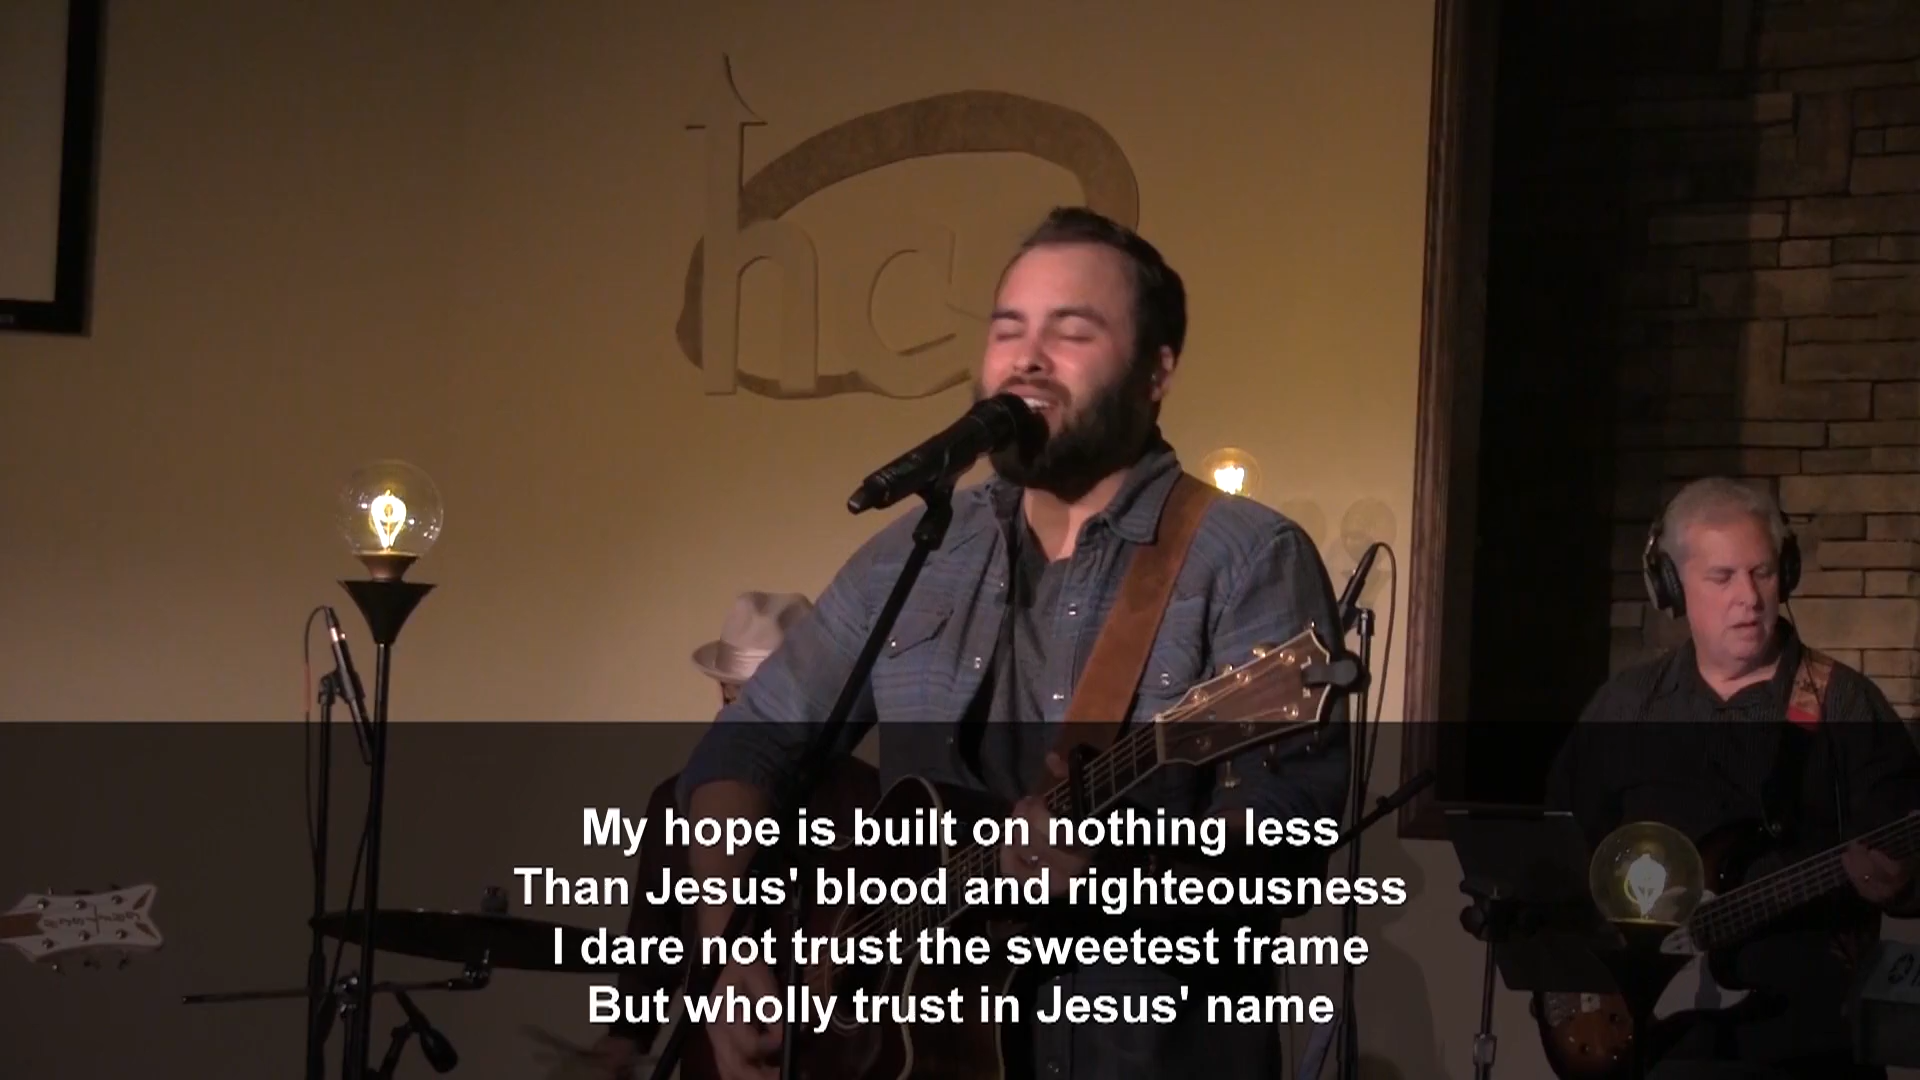 hc
My hope is built on nothing less
Than Jesus' blood and righteousness
I dare not trust the sweetest frame
But wholly trust in Jesus' name